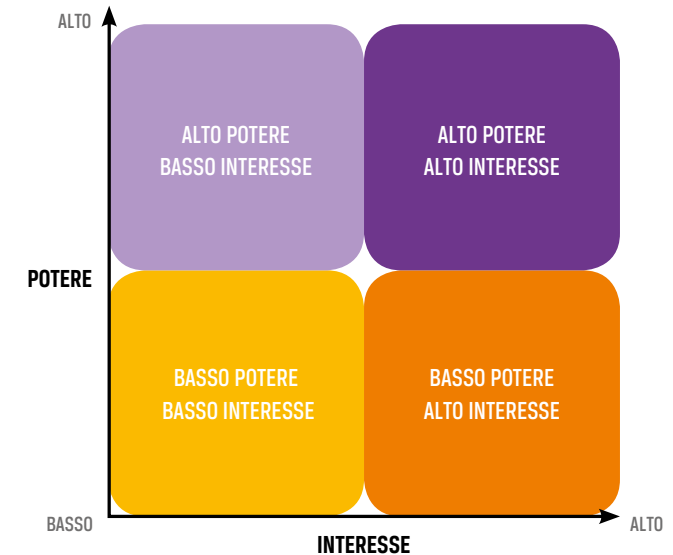 ALTO
ALTO POTERE
BASSO INTERESSE
ALTO POTERE
ALTO INTERESSE
POTERE
BASSO POTERE
BASSO INTERESSE
BASSO POTERE
ALTO INTERESSE
BASSO
ALTO
INTERESSE